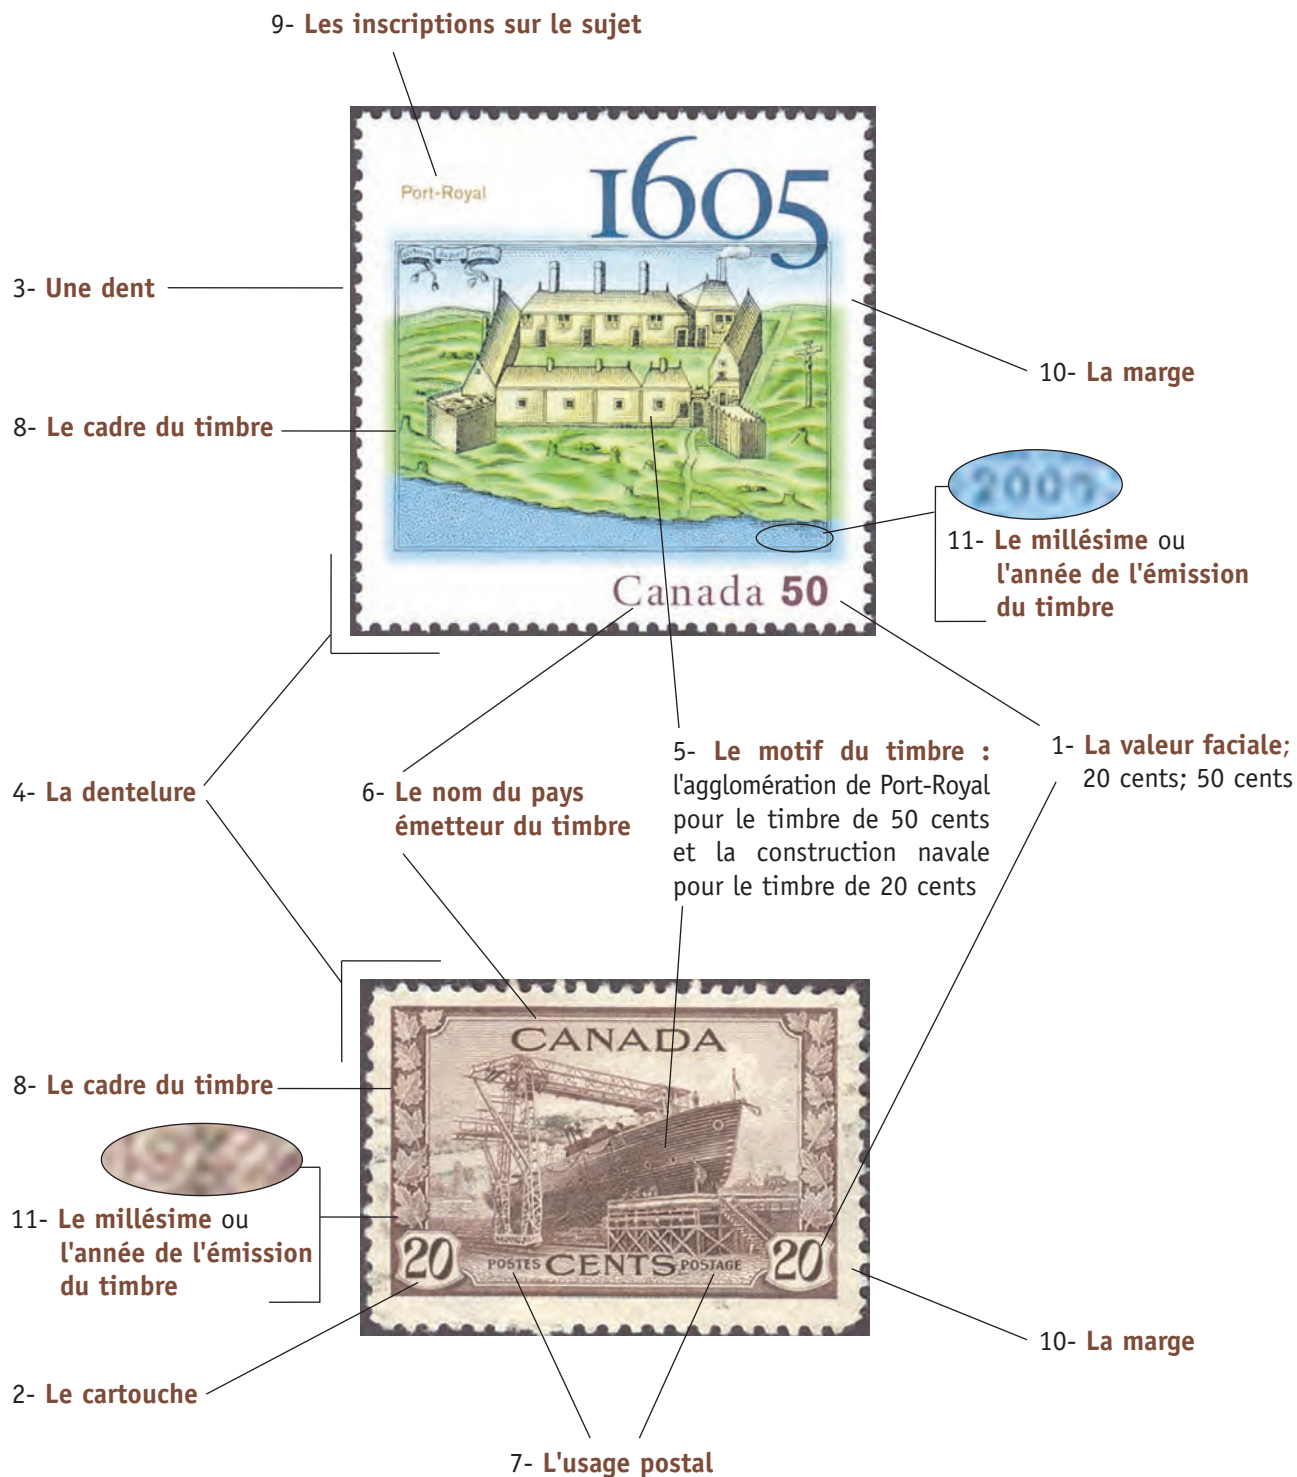 9- Les inscriptions sur le sujet
Port-Royal
1605
3- Une dent
10- La marge
8- Le cadre du timbre
2005
11- Le millésime ou
l'année de l'émission
du timbre
Canada 50
4- La dentelure
6- Le nom du pays
émetteur du timbre
5- Le motif du timbre :
l'agglomération de Port-Royal
pour le timbre de 50 cents
et la construction navale
pour le timbre de 20 cents
1- La valeur faciale;
20 cents; 50 cents
CANADA
8- Le cadre du timbre
11- Le millésime ou
l'année de l'émission
du timbre
20 POSTES CENTS POSTAGE 20
10- La marge
2- Le cartouche
7- L'usage postal